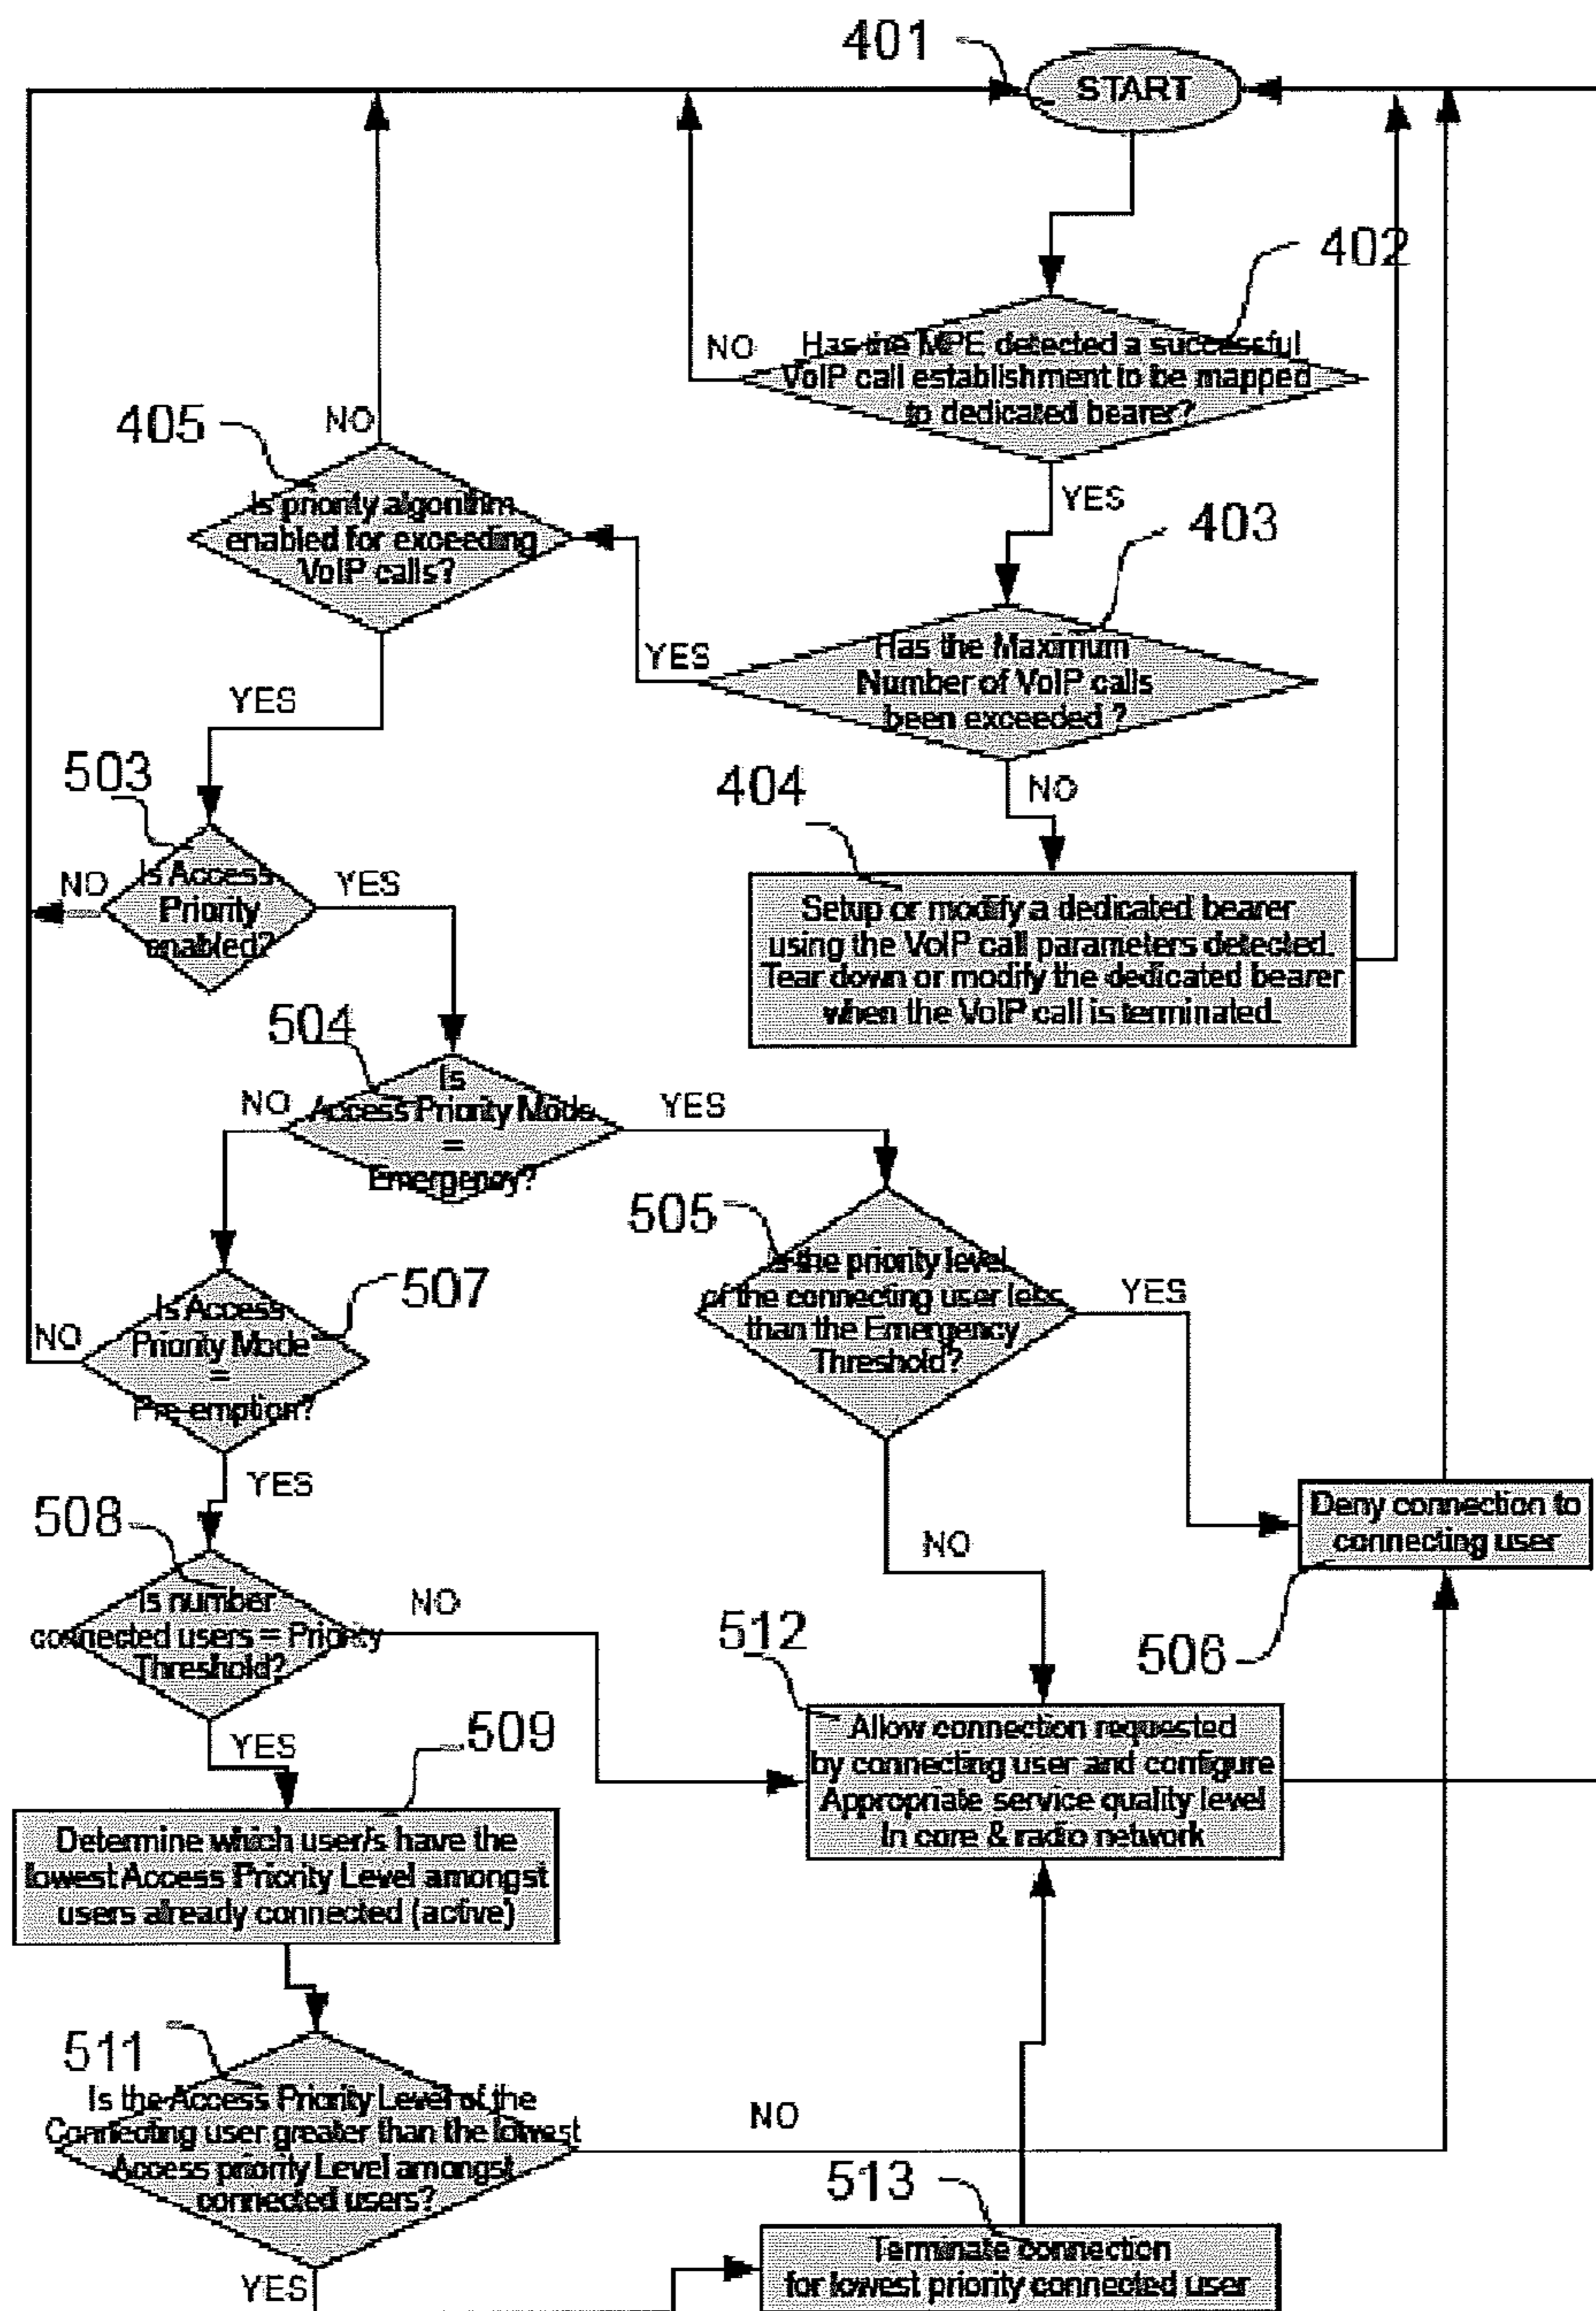 401
START
402
NO
Has the MPE detected a successful
VoIP call establishment to be mapped
to dedicated bearer?
405
NO
YES
403
Is priority algorithm
enabled for exceeding
VoIP calls?
YES
Has the Maximum
Number of VoIP calls
been exceeded ?
YES
503
404
NO
NO
Is Access
Priority
enabled?
YES
Setup or modify a dedicated bearer
using the VoIP call parameters detected.
Tear down or modify the dedicated bearer
when the VoIP call is terminated.
504
NO
Is
Access Priority Mode
=
Emergency?
YES
505
507
Is the priority level
of the connecting user less
than the Emergency
Threshold?
YES
NO
Is Access
Priority Mode
=
Pre-emption?
YES
508
Deny connection to
connecting user
NO
506
Is number
connected users = Priority
Threshold?
NO
512
YES
509
Allow connection requested
by connecting user and configure
Appropriate service quality level
In core & radio network
Determine which user/s have the
lowest Access Priority Level amongst
users already connected (active)
511
Is the Access Priority Level of the
Connecting user greater than the lowest
Access priority Level amongst
connected users?
NO
513
YES
Terminate connection
for lowest priority connected user